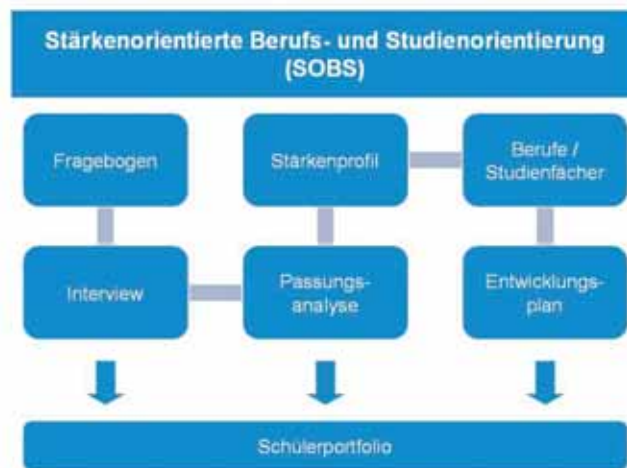 Stärkenorientierte Berufs- und Studienorientierung
(SOBS)
Fragebogen
Stärkenprofil
Berufe /
Studienfächer
Interview
Passungs-
analyse
Entwicklungs-
plan
Schülerportfolio